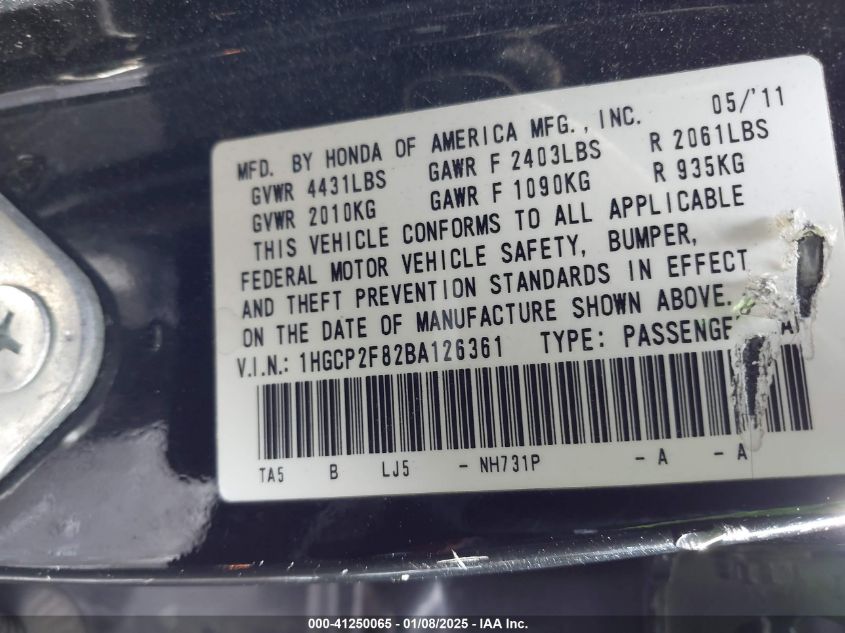 MFD. BY HONDA OF AMERICA MFG., INC. 05/'11
GVWR 4431LBS GAWR F 2403LBS R 2061LBS
GVWR 2010KG GAWR F 1090KG R 935KG
THIS VEHICLE CONFORMS TO ALL APPLICABLE
FEDERAL MOTOR VEHICLE SAFETY, BUMPER,
AND THEFT PREVENTION STANDARDS IN EFFECT
ON THE DATE OF MANUFACTURE SHOWN ABOVE.
V.I.N.: 1HGCP2F82BA126361 TYPE:
TA5 B LJ5 - NH731P - A - A
000-41250065 - 01/08/2025 - IAA Inc.